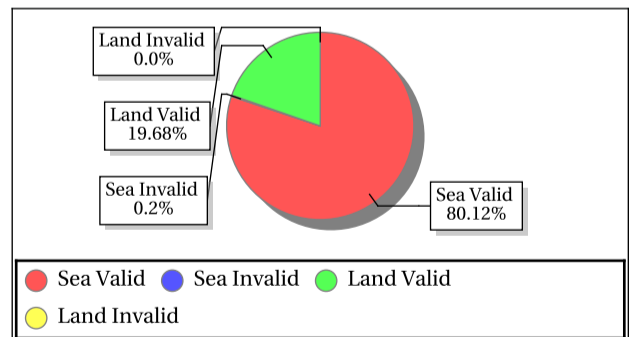 Land Invalid
0.0%
Land Valid
19.68%
Sea Invalid
0.2%
Sea Valid
80.12%
Sea Valid Sea Invalid Land Valid
Land Invalid